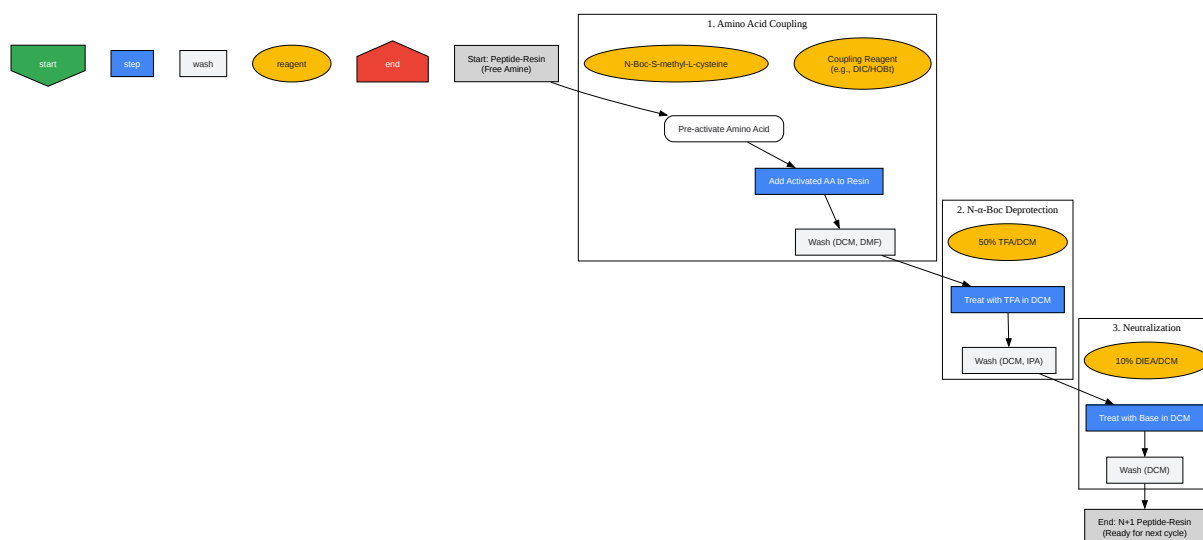 start
step
wash
reagent
end
Start: Peptide-Resin
(Free Amine)
1. Amino Acid Coupling
N-Boc-S-methyl-L-cysteine
Coupling Reagent
(e.g., DIC/HOBt)
Pre-activate Amino Acid
Add Activated AA to Resin
Wash (DCM, DMF)
2. N-α-Boc Deprotection
50% TFA/DCM
Treat with TFA in DCM
Wash (DCM, IPA)
3. Neutralization
10% DIEA/DCM
Treat with Base in DCM
Wash (DCM)
End: N+1 Peptide-Resin
(Ready for next cycle)